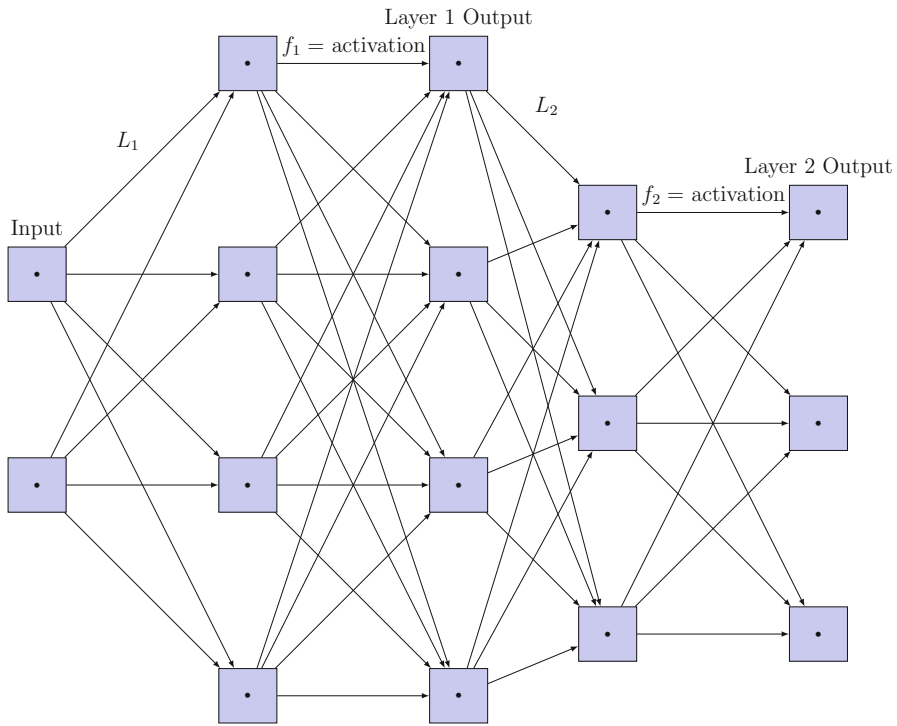 Layer 1 Output
f₁ = activation
L₁
L₂
Layer 2 Output
f₂ = activation
Input